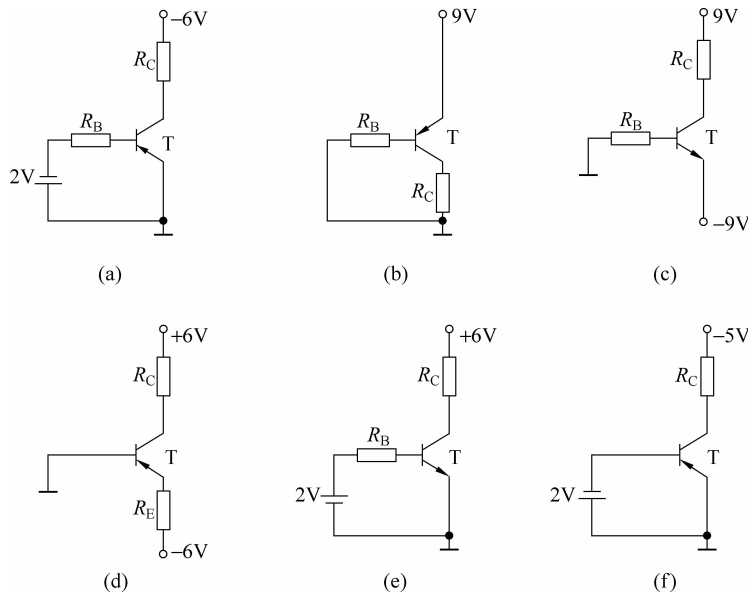 −6V
R_C
R_B
T
2V
(a)
9V
R_B
T
R_C
(b)
9V
R_C
R_B
T
−9V
(c)
+6V
R_C
T
R_E
−6V
(d)
+6V
R_C
R_B
T
2V
(e)
−5V
R_C
T
2V
(f)